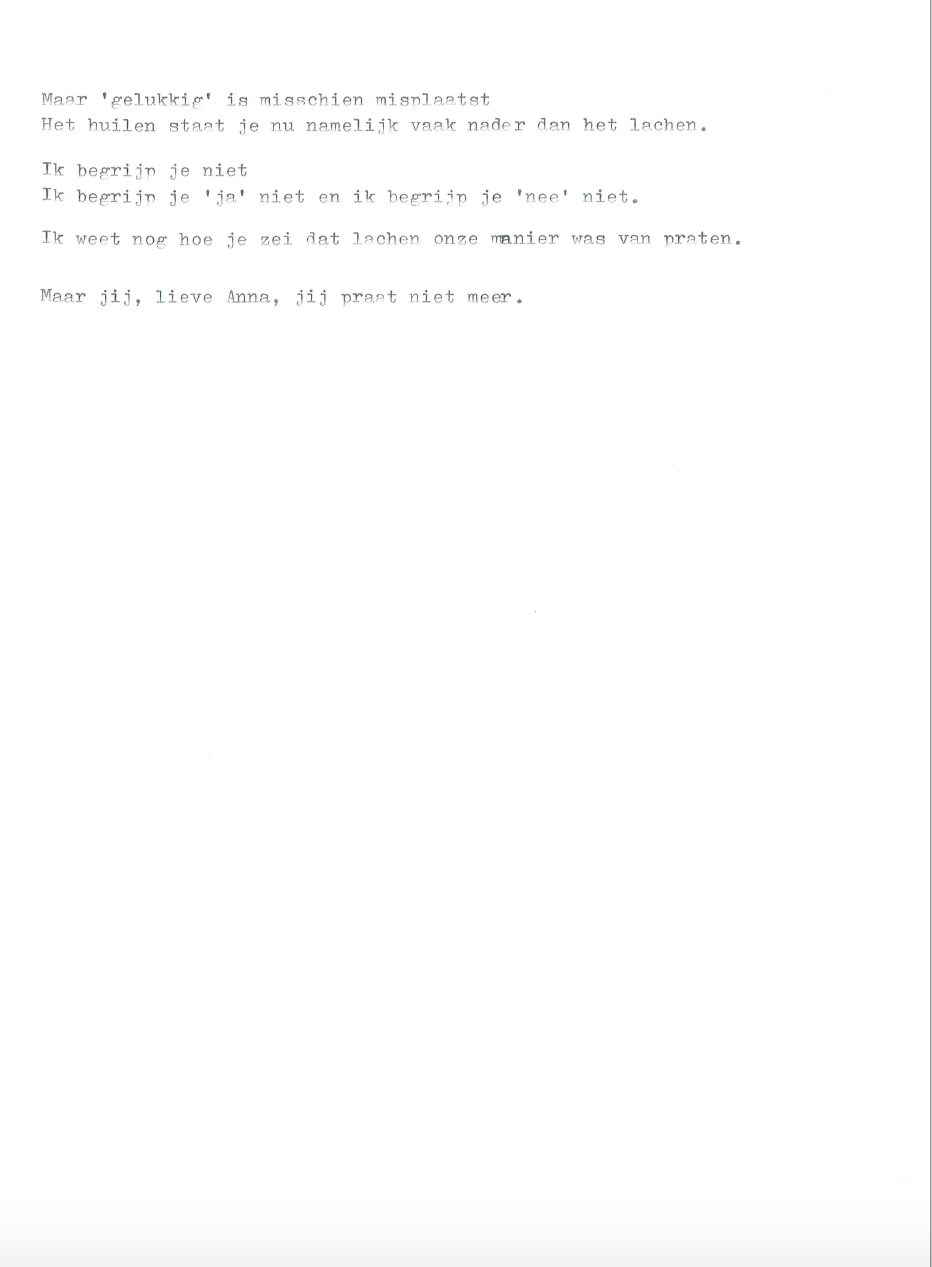 Maar 'gelukkig' is misschien misplaatst
Het huilen staat je nu namelijk vaak nader dan het lachen.
Ik begrijp je niet
Ik begrijp je 'ja' niet en ik begrijp je 'nee' niet.
Ik weet nog hoe je zei dat lachen onze manier was van praten.
Maar jij, lieve Anna, jij praat niet meer.